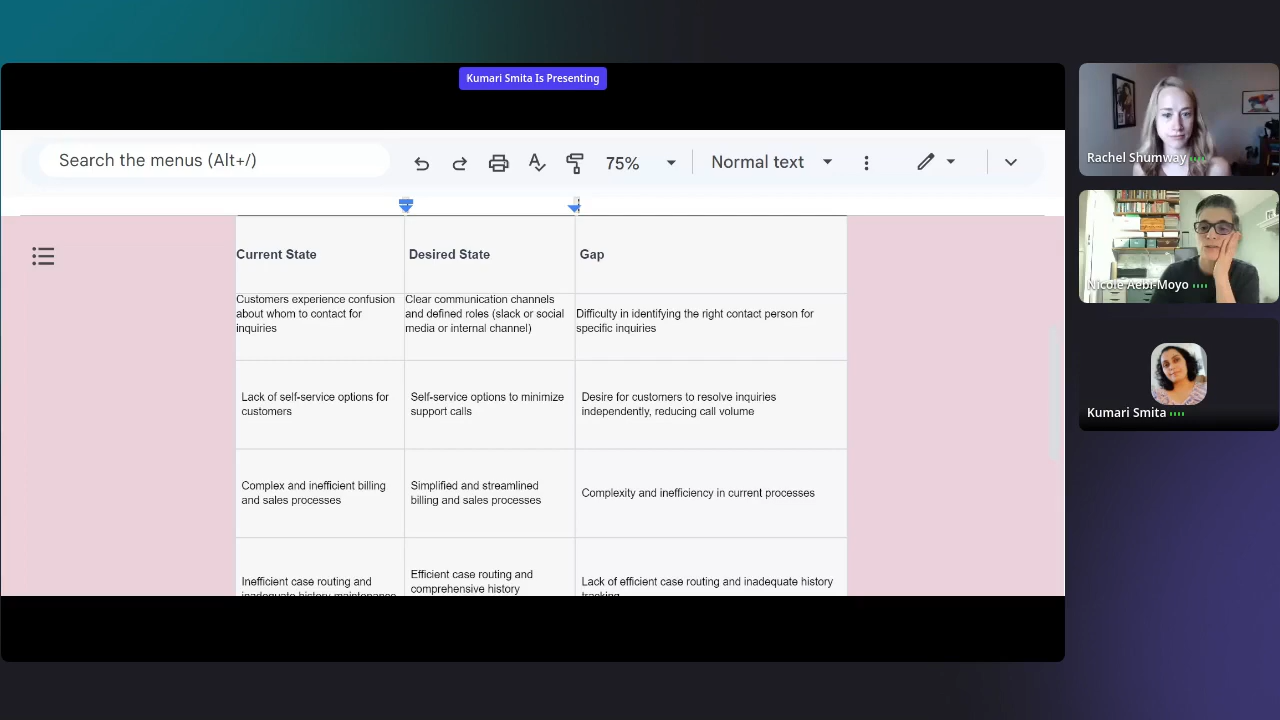 Kumari Smita Is Presenting
Search the menus (Alt+/)
75%
Normal text
Current State
Desired State
Gap
Customers experience confusion
about whom to contact for
inquiries
Clear communication channels
and defined roles (slack or social
media or internal channel)
Difficulty in identifying the right contact person for
specific inquiries
Lack of self-service options for
customers
Self-service options to minimize
support calls
Desire for customers to resolve inquiries
independently, reducing call volume
Complex and inefficient billing
and sales processes
Simplified and streamlined
billing and sales processes
Complexity and inefficiency in current processes
Inefficient case routing and
inadequate history maintenance
Efficient case routing and
comprehensive history
Lack of efficient case routing and inadequate history
tracking
Rachel Shumway
Nicole Aebi-Moyo
Kumari Smita